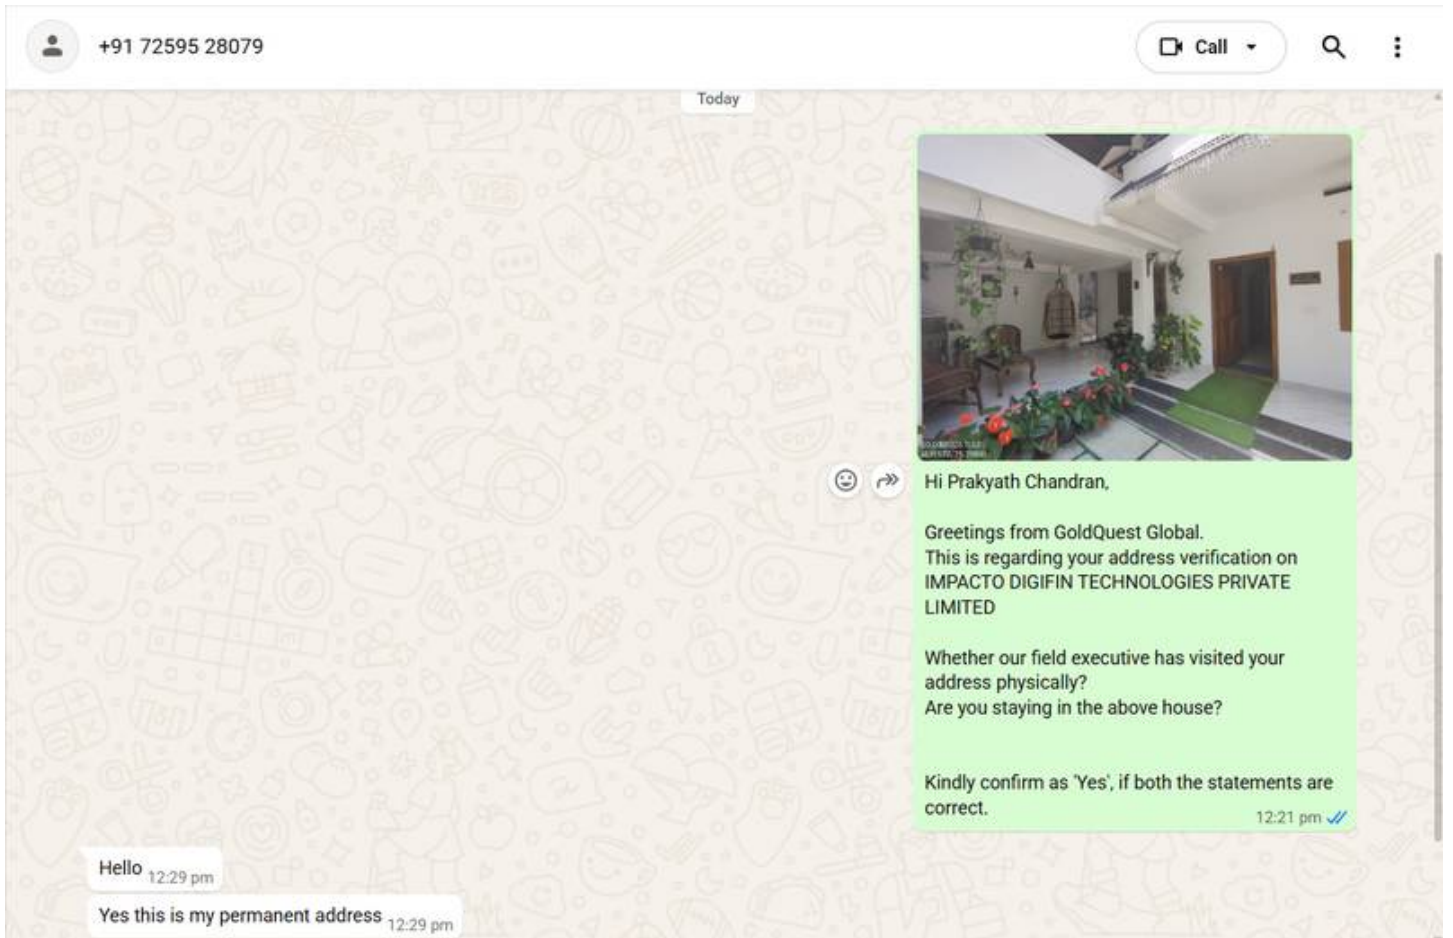 +91 72595 28079
Call
Today
Hi Prakyath Chandran,
Greetings from GoldQuest Global.
This is regarding your address verification on
IMPACTO DIGIFIN TECHNOLOGIES PRIVATE
LIMITED
Whether our field executive has visited your
address physically?
Are you staying in the above house?
Kindly confirm as 'Yes', if both the statements are
correct.
12:21 pm
Hello 12:29 pm
Yes this is my permanent address 12:29 pm